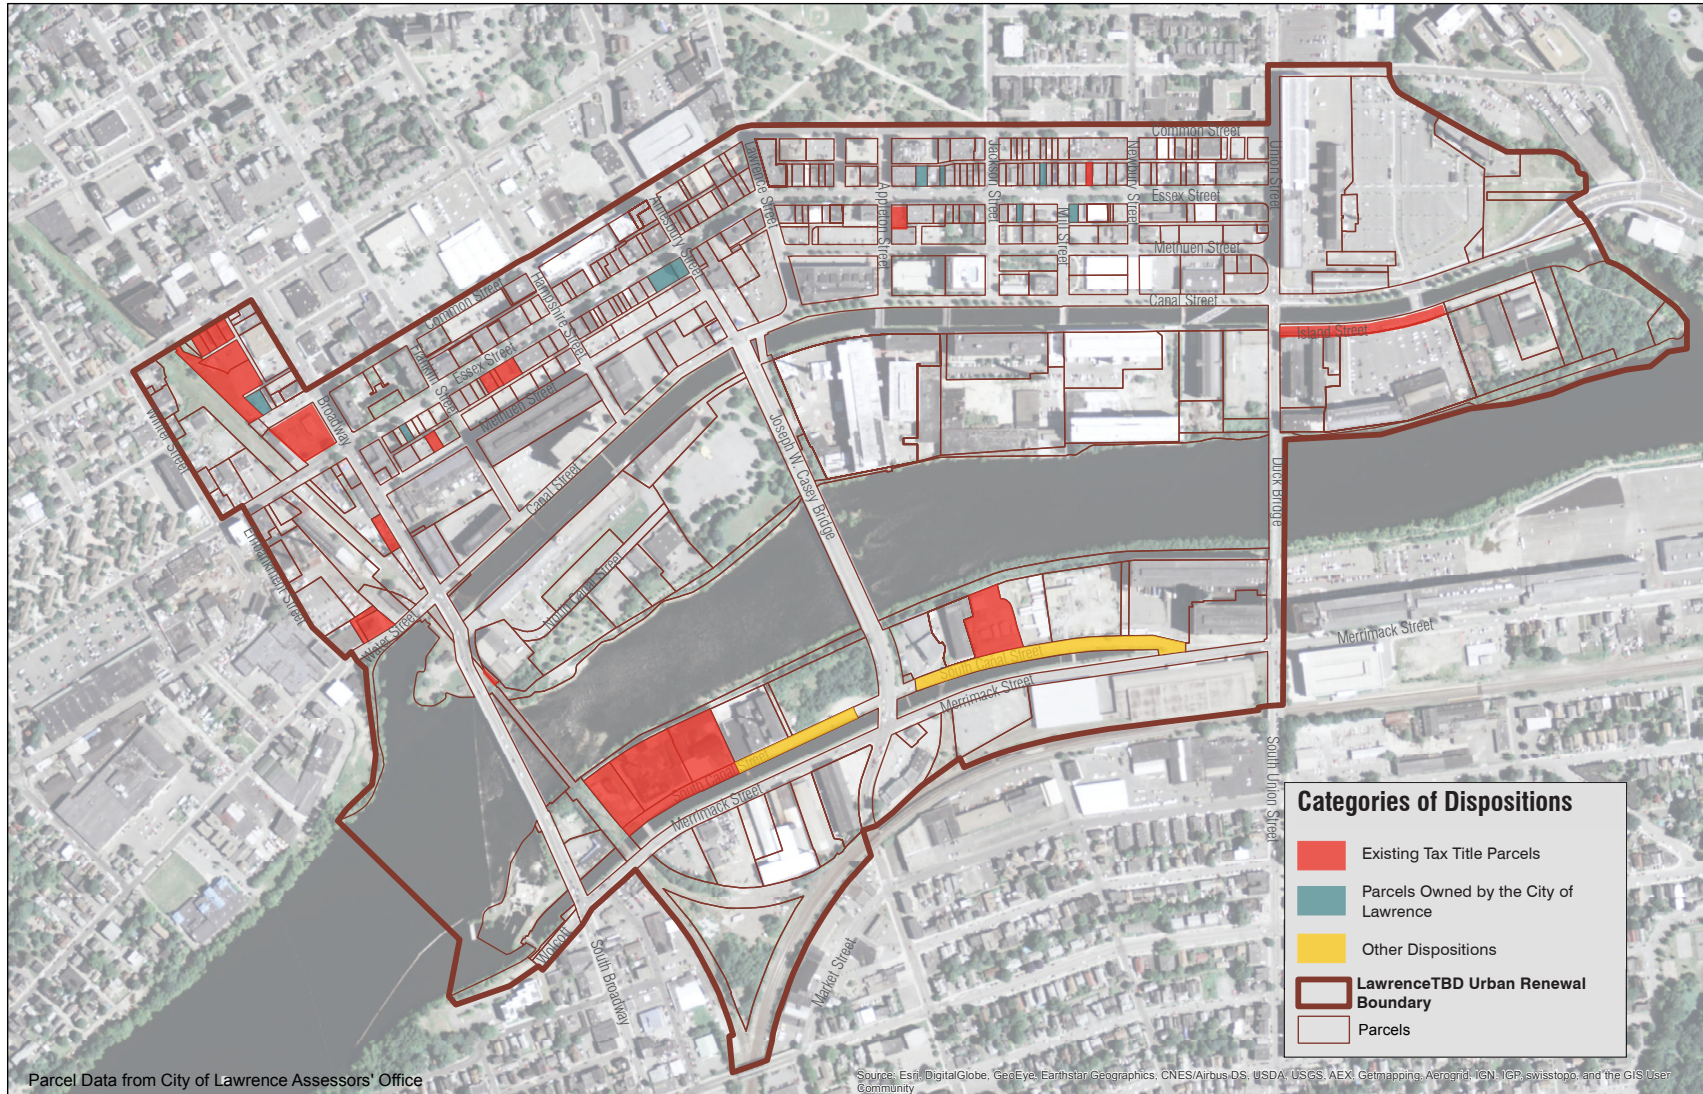 Common Street
Lawrence Street
Appleton Street
Jackson Street
Newbury Street
Union Street
Essex Street
Mill Street
Methuen Street
Amesbury Street
Canal Street
Common Street
Hampshire Street
Island Street
Essex Street
Franklin Street
Broadway
Methuen Street
Winter Street
Joseph W. Casey Bridge
Canal Street
Duck Bridge
Embankment Street
North Canal Street
Water Street
Merrimack Street
South Canal Street
Merrimack Street
South Canal Street
Merrimack Street
South Union Street
Wolcott
South Broadway
Market Street
Categories of Dispositions
Existing Tax Title Parcels
Parcels Owned by the City of
Lawrence
Other Dispositions
LawrenceTBD Urban Renewal
Boundary
Parcels
Parcel Data from City of Lawrence Assessors' Office
Source: Esri, DigitalGlobe, GeoEye, Earthstar Geographics, CNES/Airbus DS, USDA, USGS, AEX, Getmapping, Aerogrid, IGN, IGP, swisstopo, and the GIS User
Community